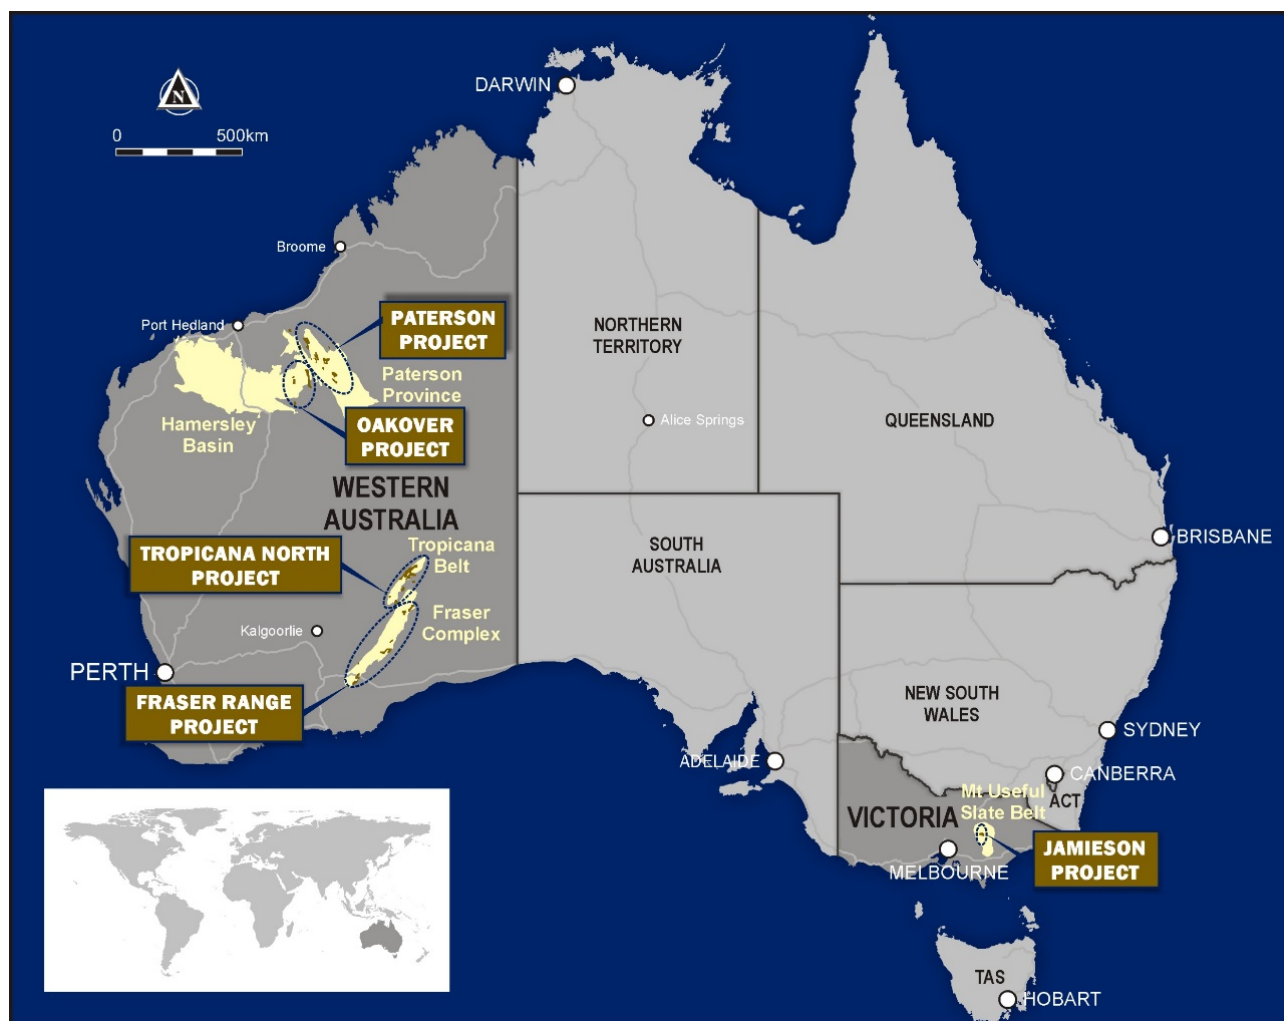 DARWIN
N
0 500km
Broome
Port Hedland
PATERSON
PROJECT
Paterson
Province
NORTHERN
TERRITORY
Hamersley
Basin
OAKOVER
PROJECT
Alice Springs
QUEENSLAND
WESTERN
AUSTRALIA
TROPICANA NORTH
PROJECT
Tropicana
Belt
SOUTH
AUSTRALIA
BRISBANE
Kalgoorlie
Fraser
Complex
PERTH
FRASER RANGE
PROJECT
NEW SOUTH
WALES
SYDNEY
ADELAIDE
CANBERRA
ACT
Mt Useful
Slate Belt
VICTORIA
MELBOURNE
JAMIESON
PROJECT
TAS
HOBART